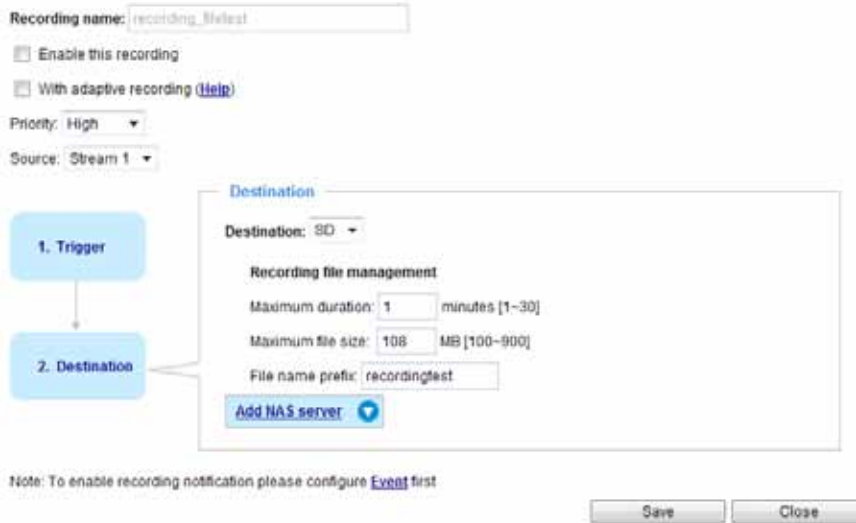 Recording name: recording_filetest
Enable this recording
With adaptive recording (Help)
Priority: High
Source: Stream 1
Destination
Destination: SD
1. Trigger
Recording file management
Maximum duration: 1 minutes [1~30]
Maximum file size: 108 MB [100~900]
2. Destination
File name prefix: recordingtest
Add NAS server
Note: To enable recording notification please configure Event first
Save Close